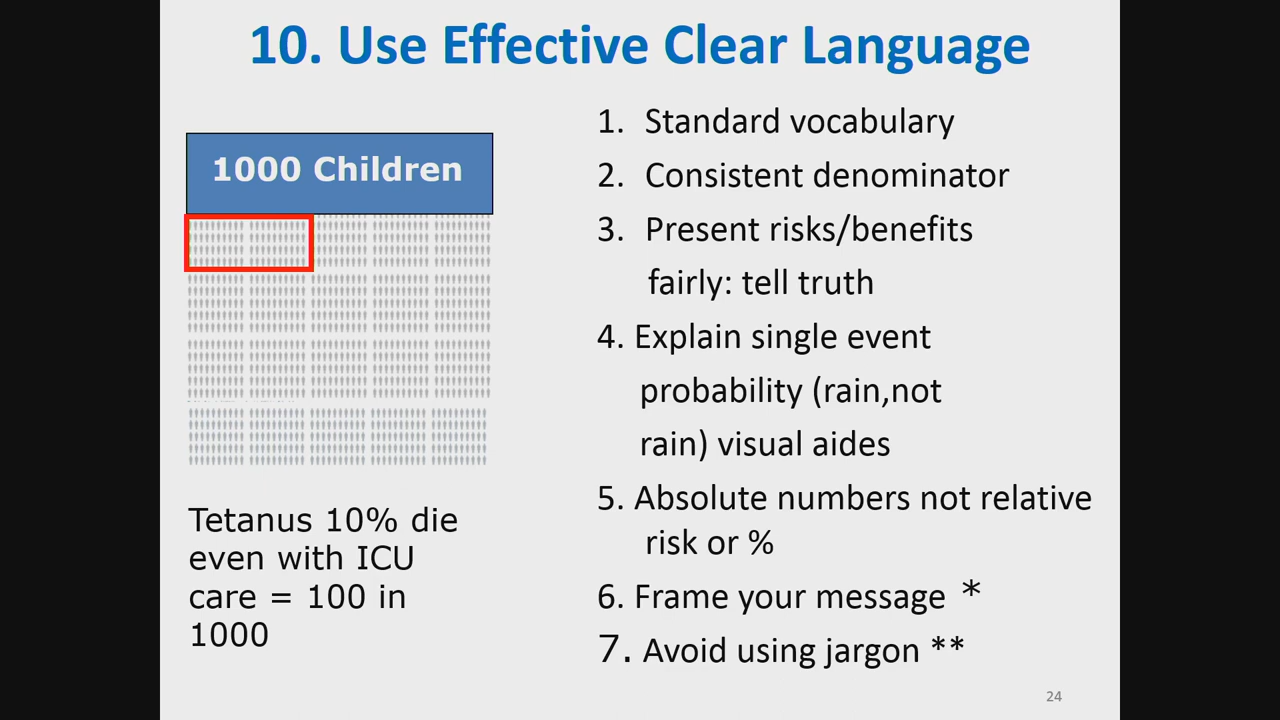 10. Use Effective Clear Language
1000 Children
Tetanus 10% die
even with ICU
care = 100 in
1000
1. Standard vocabulary
2. Consistent denominator
3. Present risks/benefits
fairly: tell truth
4. Explain single event
probability (rain,not
rain) visual aides
5. Absolute numbers not relative
risk or %
6. Frame your message *
7. Avoid using jargon **
24